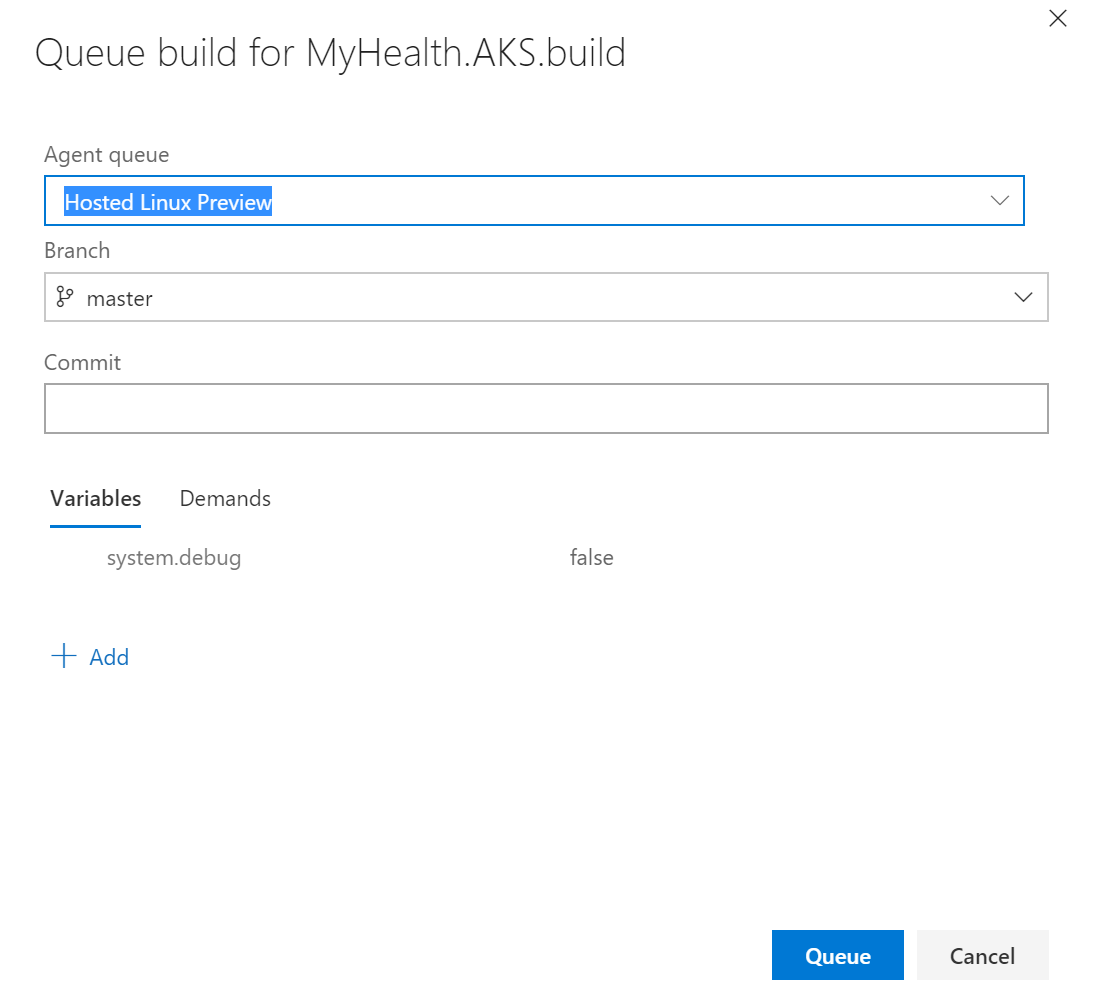 Queue build for MyHealth.AKS.build
Agent queue
Hosted Linux Preview
Branch
master
Commit
Variables Demands
system.debug false
Add
Queue Cancel